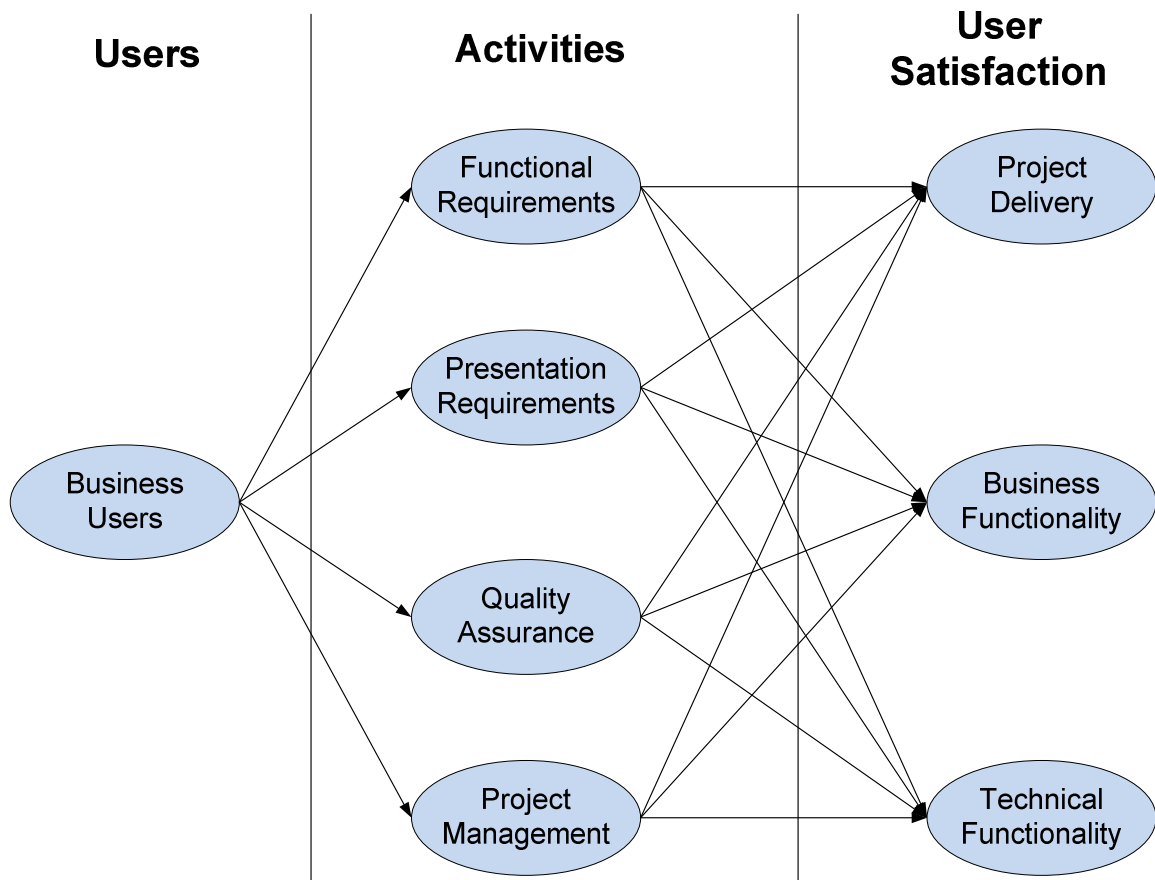 Users
Activities
User
Satisfaction
Functional
Requirements
Project
Delivery
Presentation
Requirements
Business
Users
Business
Functionality
Quality
Assurance
Project
Management
Technical
Functionality